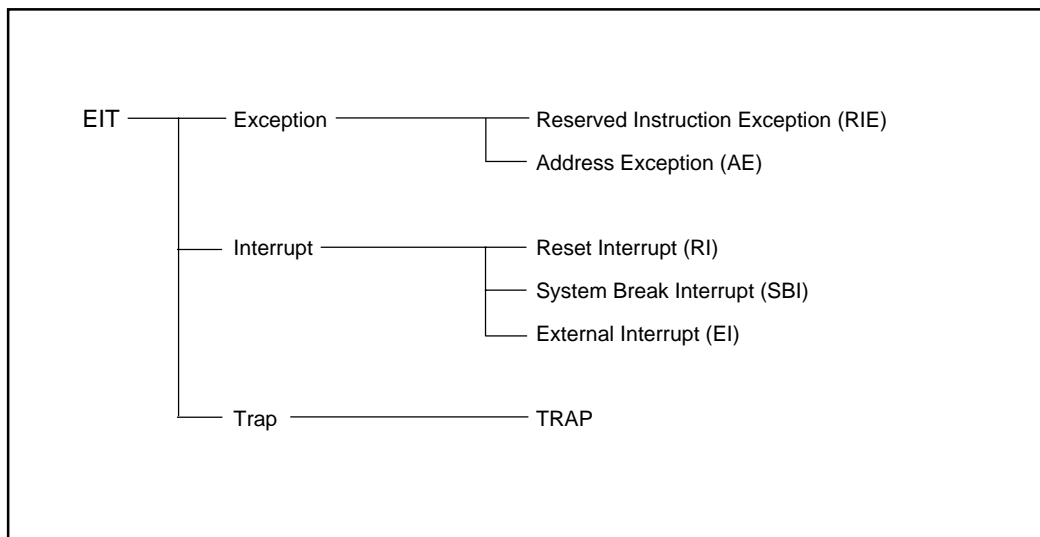 EIT Exception Reserved Instruction Exception (RIE)
Address Exception (AE)
Interrupt Reset Interrupt (RI)
System Break Interrupt (SBI)
External Interrupt (EI)
Trap TRAP